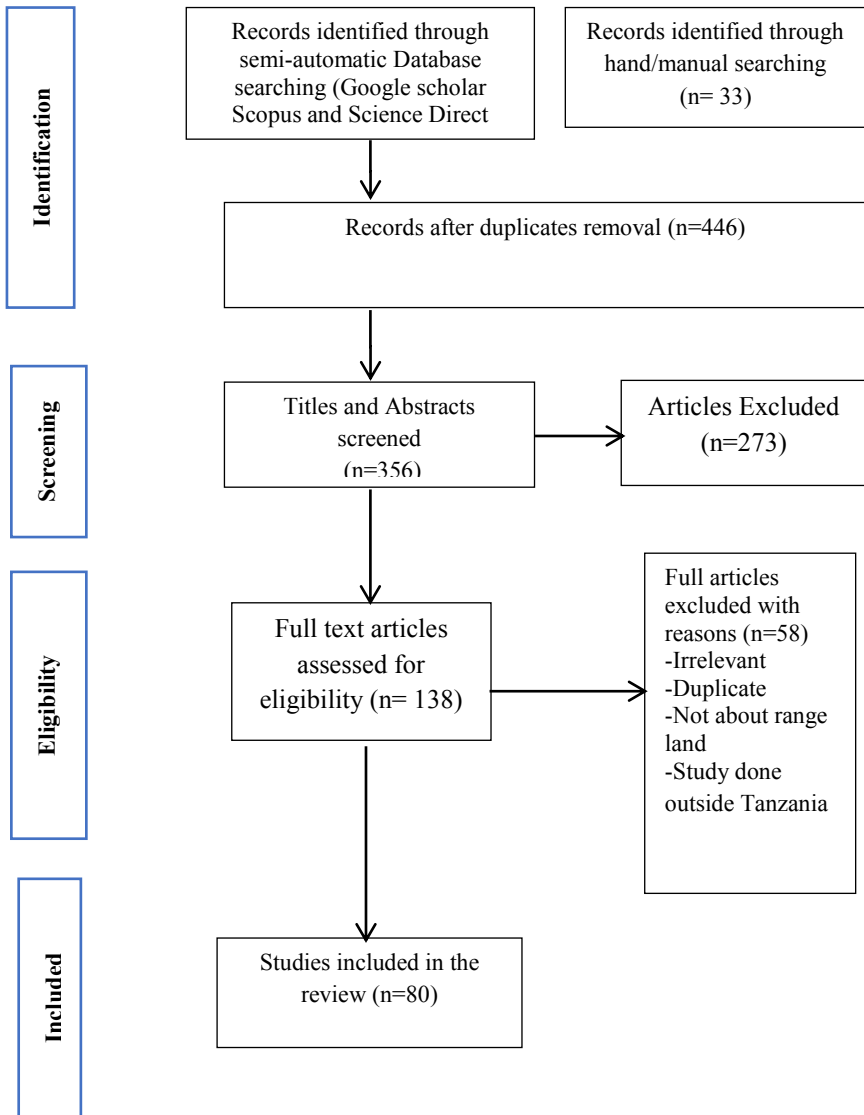 Identification
Records identified through
semi-automatic Database
searching (Google scholar
Scopus and Science Direct
Records identified through
hand/manual searching
(n= 33)
Records after duplicates removal (n=446)
Screening
Titles and Abstracts
screened
(n=356)
Articles Excluded
(n=273)
Eligibility
Full text articles
assessed for
eligibility (n= 138)
Full articles
excluded with
reasons (n=58)
-Irrelevant
-Duplicate
-Not about range
land
-Study done
outside Tanzania
Included
Studies included in the
review (n=80)